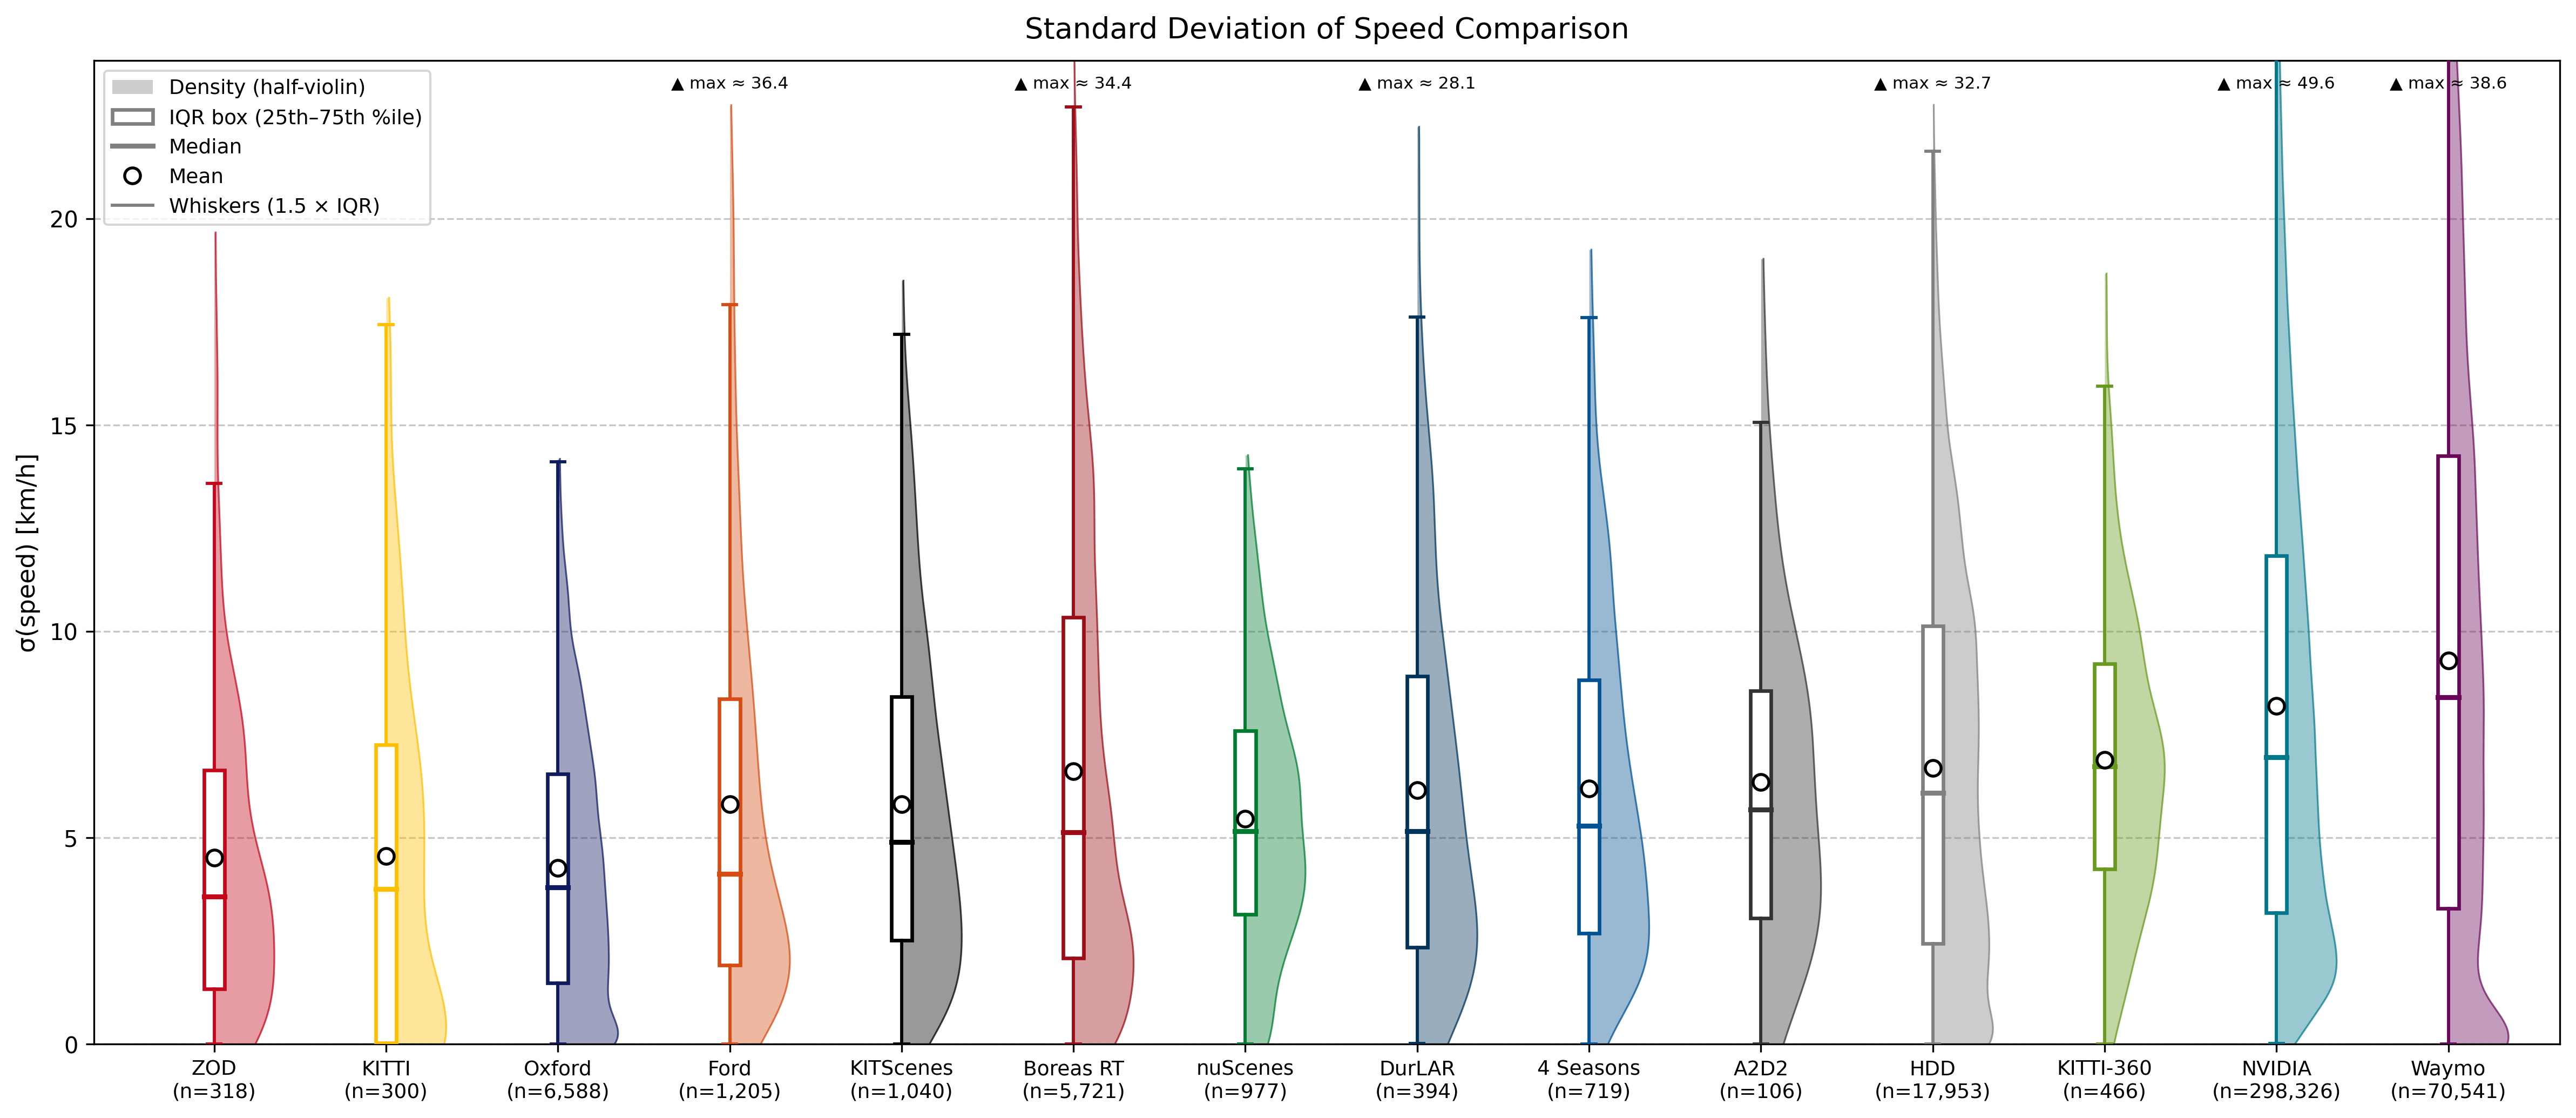 Standard Deviation of Speed Comparison
Density (half-violin)
IQR box (25th–75th %ile)
Median
Mean
Whiskers (1.5 × IQR)
▲ max ≈ 36.4
▲ max ≈ 34.4
▲ max ≈ 28.1
▲ max ≈ 32.7
▲ max ≈ 49.6
▲ max ≈ 38.6
σ(speed) [km/h]
20
15
10
5
0
ZOD
(n=318)
KITTI
(n=300)
Oxford
(n=6,588)
Ford
(n=1,205)
KITScenes
(n=1,040)
Boreas RT
(n=5,721)
nuScenes
(n=977)
DurLAR
(n=394)
4 Seasons
(n=719)
A2D2
(n=106)
HDD
(n=17,953)
KITTI-360
(n=466)
NVIDIA
(n=298,326)
Waymo
(n=70,541)